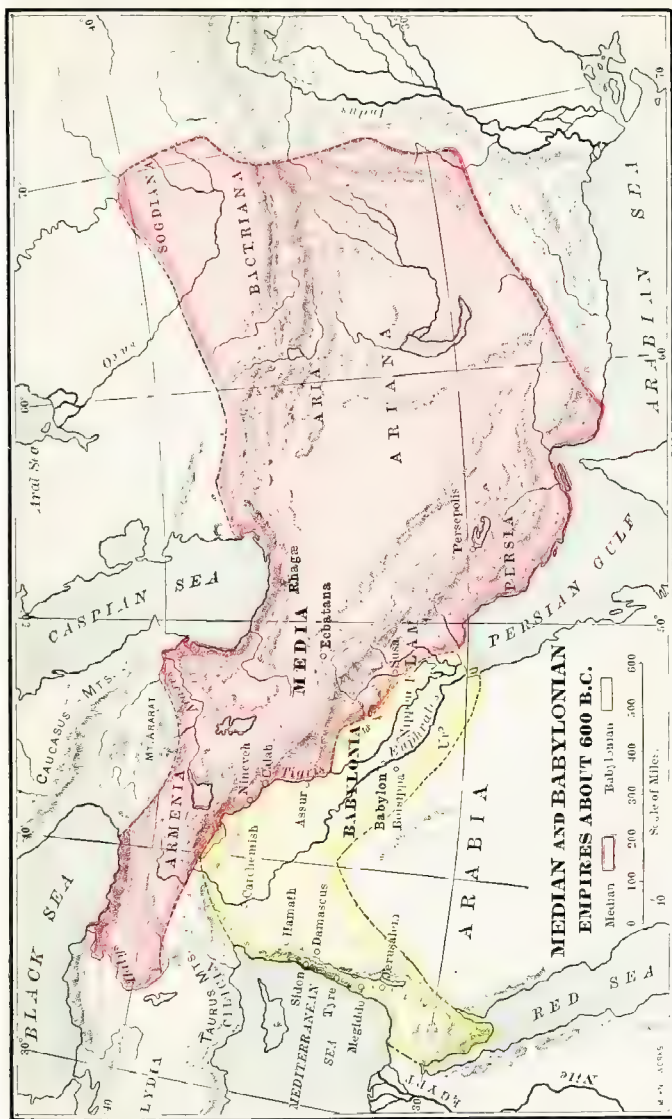 MEDIAN AND BABYLONIAN
EMPIRES ABOUT 600 B.C.
Median
Babylonian
0 100 200 300 400 500 600
Scale of Miles.
BLACK SEA
CAUCASUS MTS.
CASPIAN SEA
Aral Sea
Oxus
SOGDIANA
BACTRIANA
Indus
LYDIA
Halys
ARMENIA
MT. ARARAT
TAURUS MTS.
CILICIA
MEDIA
Rhagæ
Ecbatana
ARIA
ARIANA
Nineveh
Calah
Carchemish
Assur
Tigris
Hamath
Damascus
Sidon
Tyre
MEDITERRANEAN
SEA
Megiddo
Jerusalem
BABYLONIA
Babylon
Borsippa
Nippur
Euphrat.
Ur
Susa
ELAM
Persepolis
PERSIA
PERSIAN GULF
ARABIA
ARABIAN SEA
RED SEA
EGYPT
Nile
30°
40
50
60
70
40
30